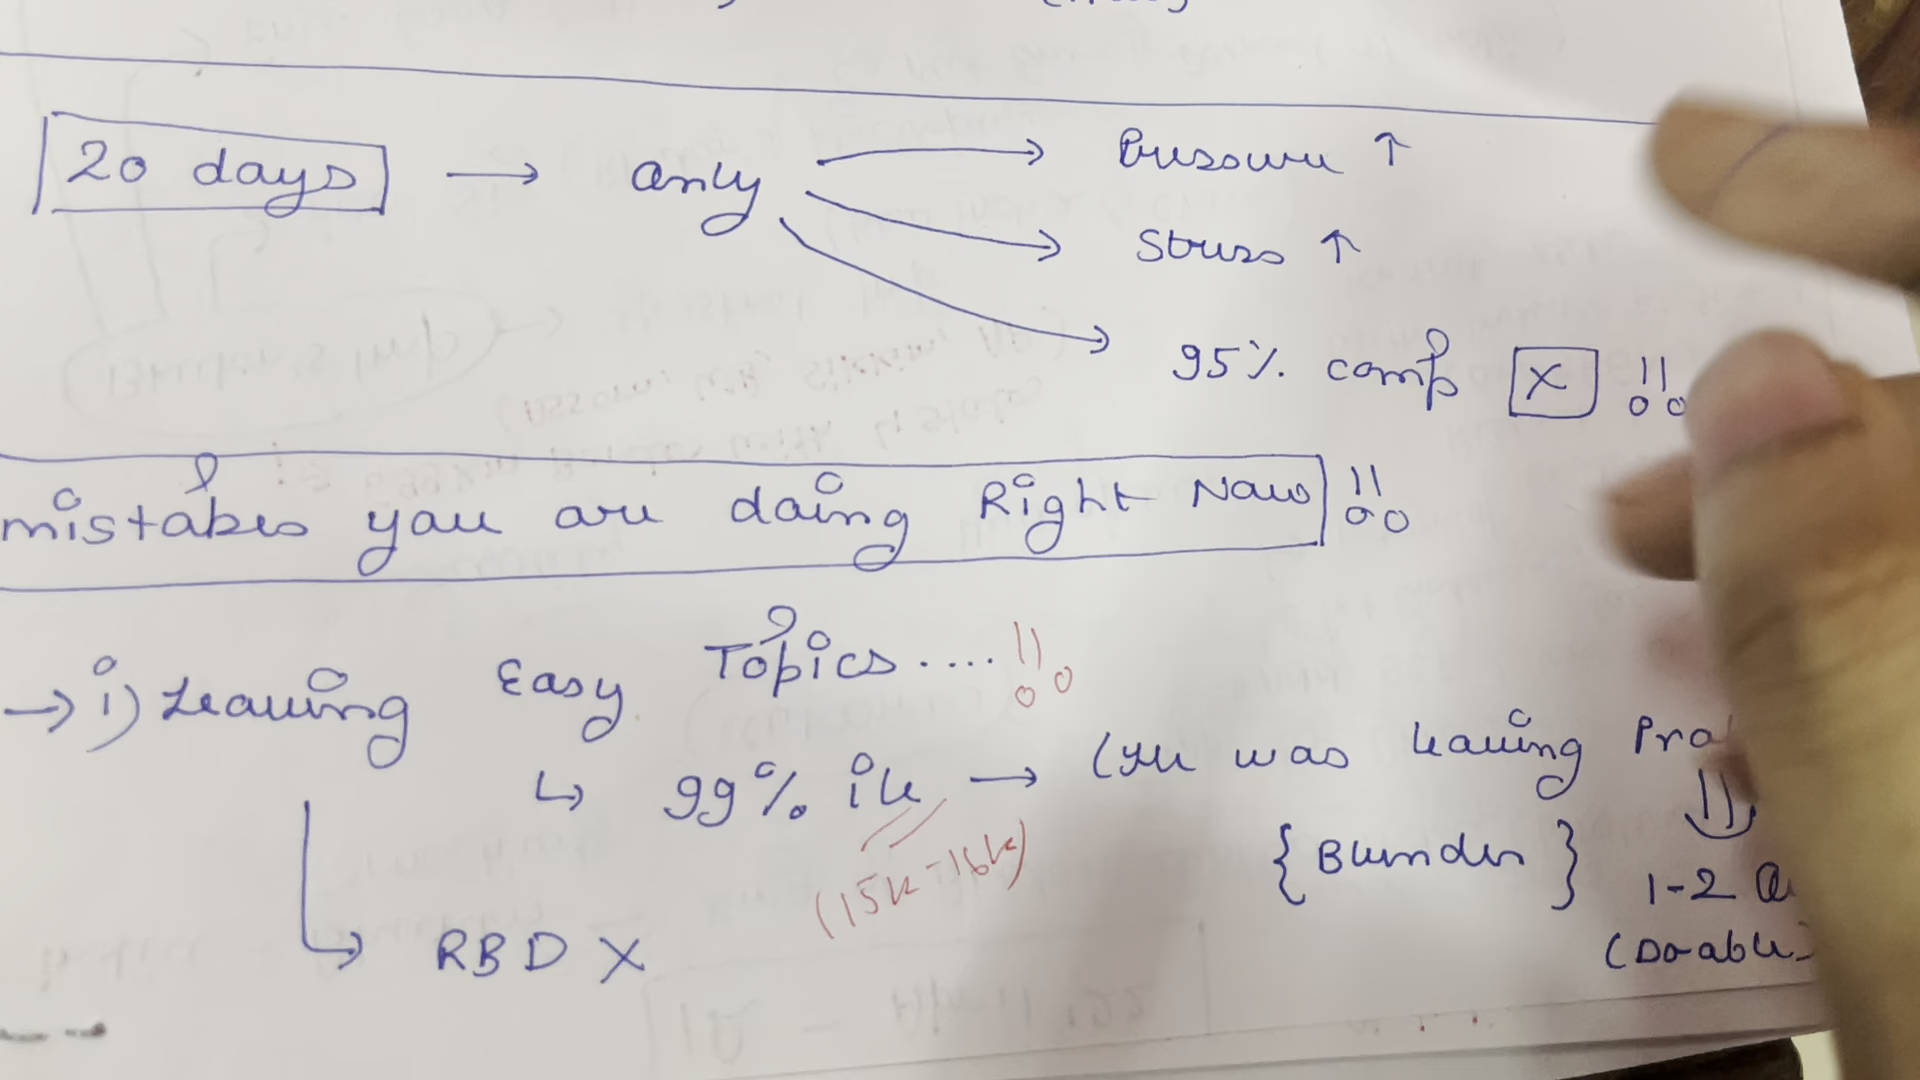 20 days → only → Pressure ↑
→ Stress ↑
→ 95% comp X !!
mistakes you are doing Right Now !!
→ i) Leaving Easy Topics....!!
↳ 99%ile → (He was leaving
(15k-16k)
{Blunder} 1-2
(Doable)
↳ RBD X